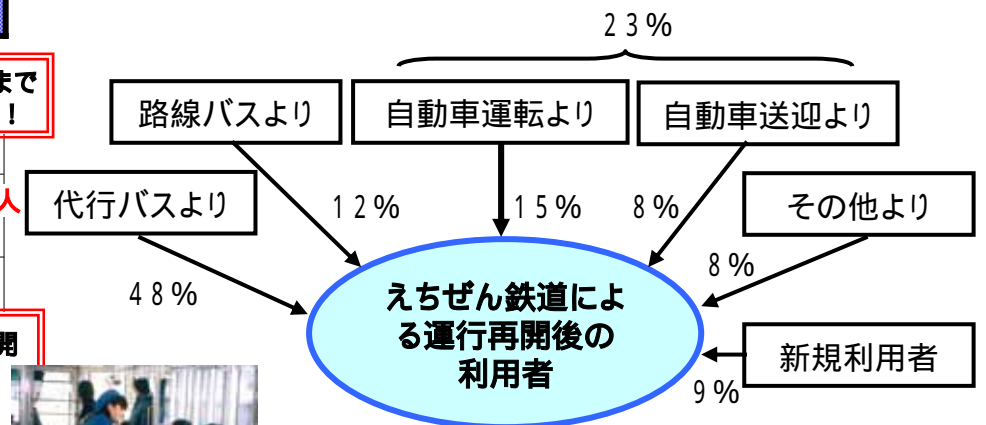 ２３％
まで
！
路線バスより
自動車運転より
自動車送迎より
人
代行バスより
１２％
１５％
８％
その他より
４８％
８％
えちぜん鉄道によ
る運行再開後の
利用者
開
新規利用者
９％